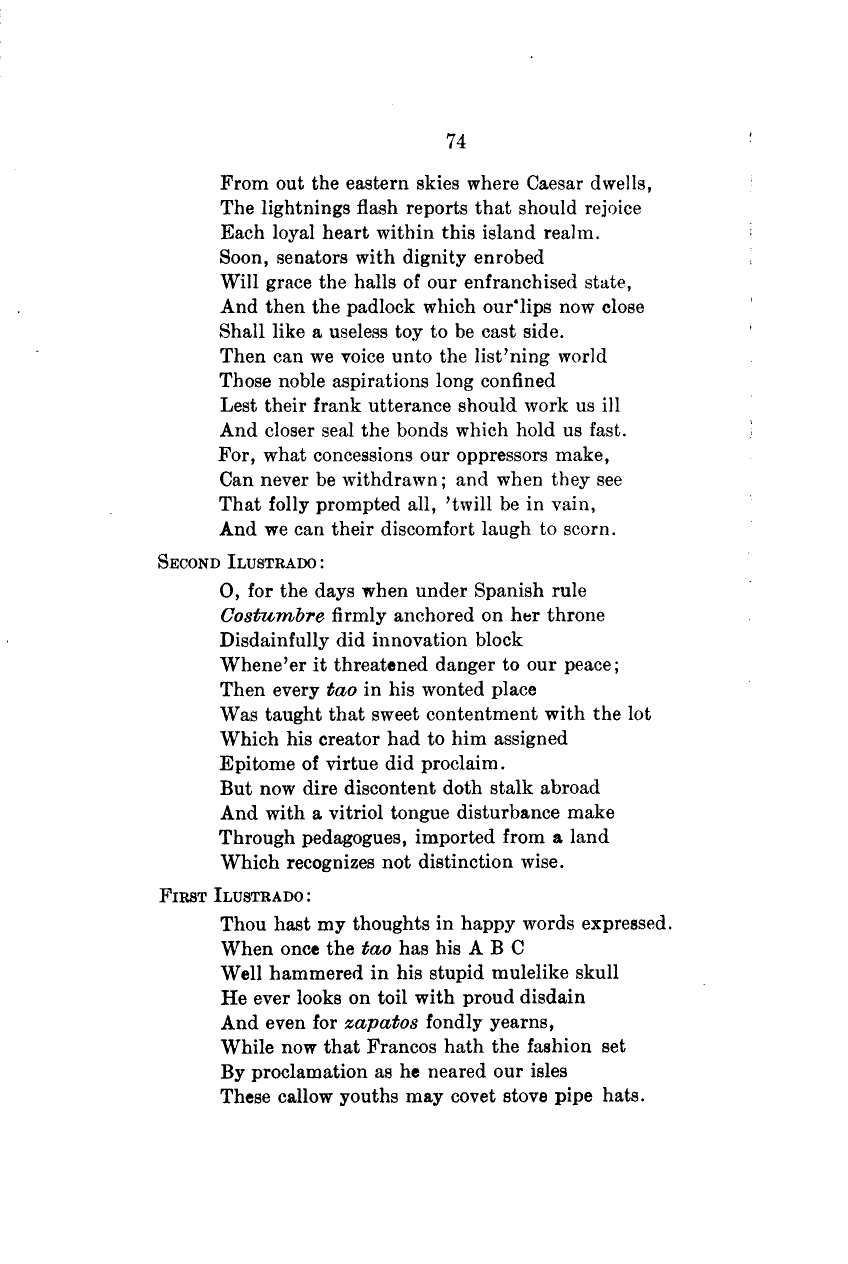 74
From out the eastern skies where Caesar dwells,
The lightnings flash reports that should rejoice
Each loyal heart within this island realm.
Soon, senators with dignity enrobed
Will grace the halls of our enfranchised state,
And then the padlock which our lips now close
Shall like a useless toy to be cast side.
Then can we voice unto the list'ning world
Those noble aspirations long confined
Lest their frank utterance should work us ill
And closer seal the bonds which hold us fast.
For, what concessions our oppressors make,
Can never be withdrawn; and when they see
That folly prompted all, 'twill be in vain,
And we can their discomfort laugh to scorn.
SECOND ILUSTRADO:
O, for the days when under Spanish rule
Costumbre firmly anchored on her throne
Disdainfully did innovation block
Whene'er it threatened danger to our peace;
Then every tao in his wonted place
Was taught that sweet contentment with the lot
Which his creator had to him assigned
Epitome of virtue did proclaim.
But now dire discontent doth stalk abroad
And with a vitriol tongue disturbance make
Through pedagogues, imported from a land
Which recognizes not distinction wise.
FIRST ILUSTRADO:
Thou hast my thoughts in happy words expressed.
When once the tao has his A B C
Well hammered in his stupid mulelike skull
He ever looks on toil with proud disdain
And even for zapatos fondly yearns,
While now that Francos hath the fashion set
By proclamation as he neared our isles
These callow youths may covet stove pipe hats.